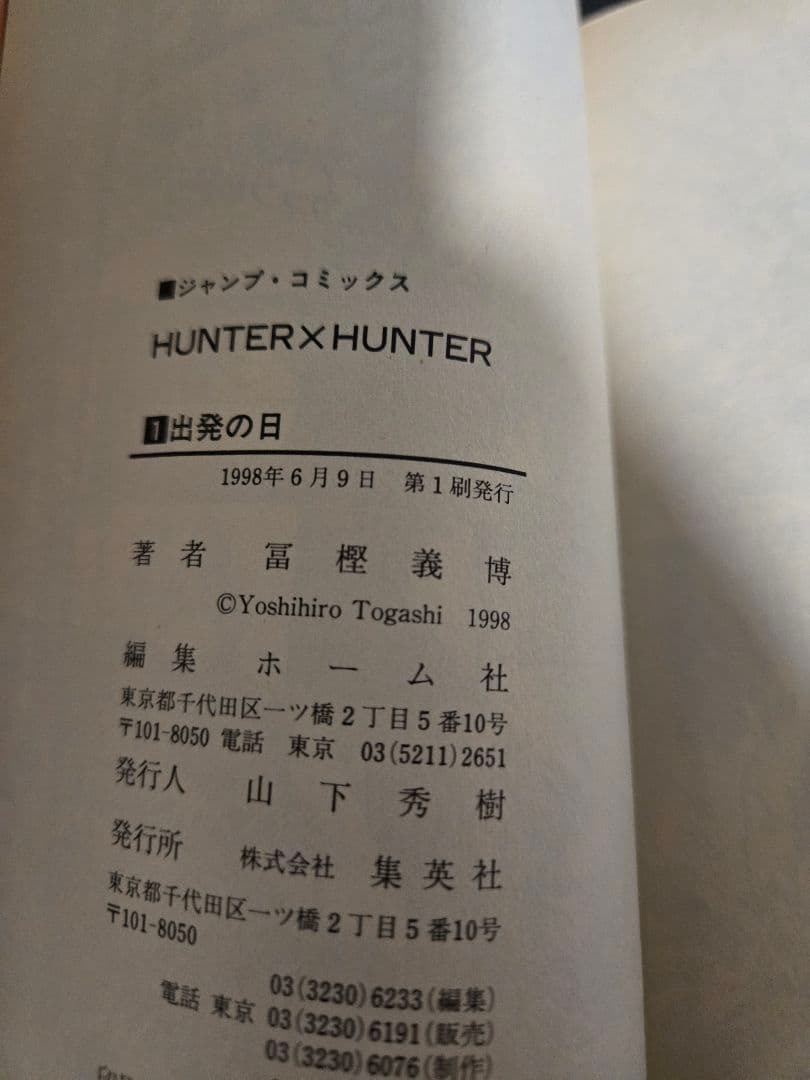 ■ジャンプ・コミックス
HUNTER×HUNTER
1出発の日
1998年6月9日 第1刷発行
著者 冨樫義博
©Yoshihiro Togashi 1998
編集 ホーム社
東京都千代田区一ツ橋2丁目5番10号
〒101-8050 電話 東京 03(5211)2651
発行人 山下秀樹
発行所 株式会社 集英社
東京都千代田区一ツ橋2丁目5番10号
〒101-8050
03(3230)6233(編集)
電話 東京 03(3230)6191(販売)
03(3230)6076(制作)